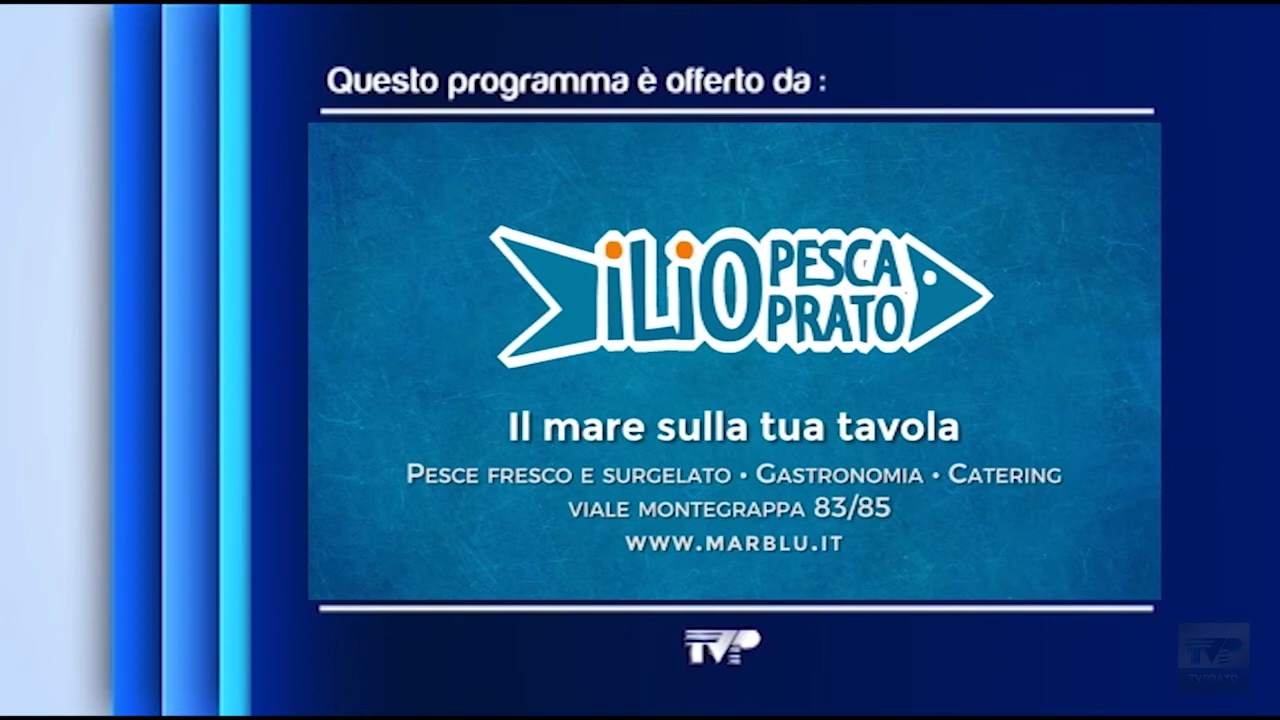 Questo programma è offerto da :
iLiO PESCA
PRATO
Il mare sulla tua tavola
PESCE FRESCO E SURGELATO • GASTRONOMIA • CATERING
VIALE MONTEGRAPPA 83/85
WWW.MARBLU.IT
TVP
TVP
TV PRATO